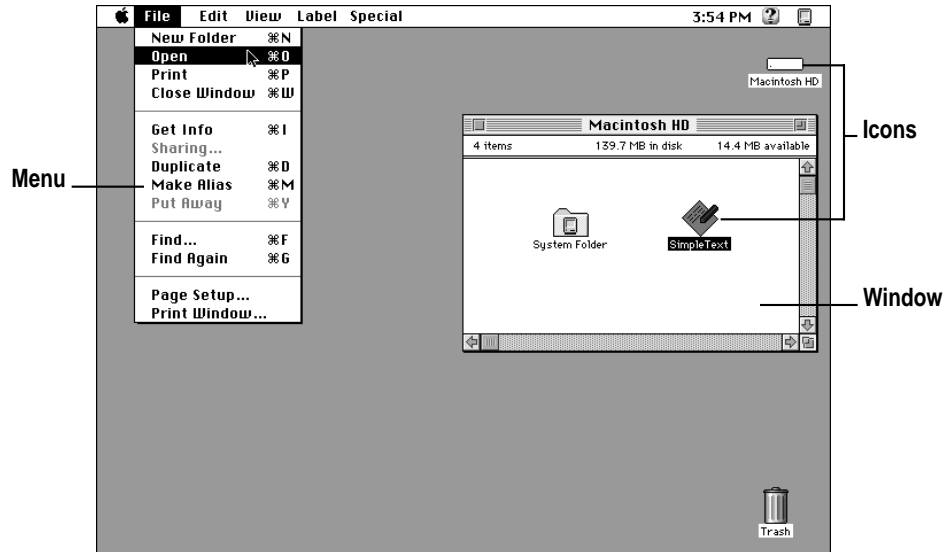 File Edit View Label Special 3:54 PM
New Folder ⌘N
Open ⌘O
Print ⌘P
Close Window ⌘W
Get Info ⌘I
Sharing...
Duplicate ⌘D
Make Alias ⌘M
Put Away ⌘Y
Find... ⌘F
Find Again ⌘G
Page Setup...
Print Window...
Menu
Macintosh HD
Icons
Macintosh HD
4 items 139.7 MB in disk 14.4 MB available
System Folder
SimpleText
Window
Trash